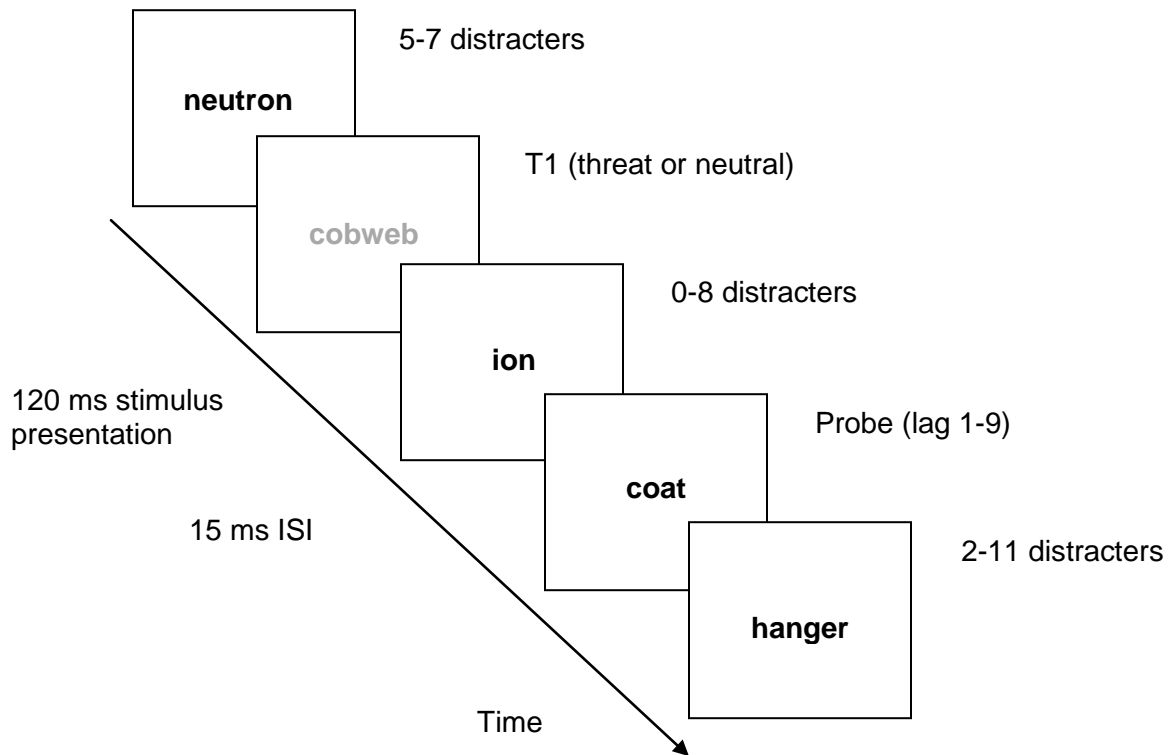 5-7 distracters
neutron
T1 (threat or neutral)
cobweb
0-8 distracters
ion
120 ms stimulus
presentation
Probe (lag 1-9)
coat
15 ms ISI
2-11 distracters
hanger
Time